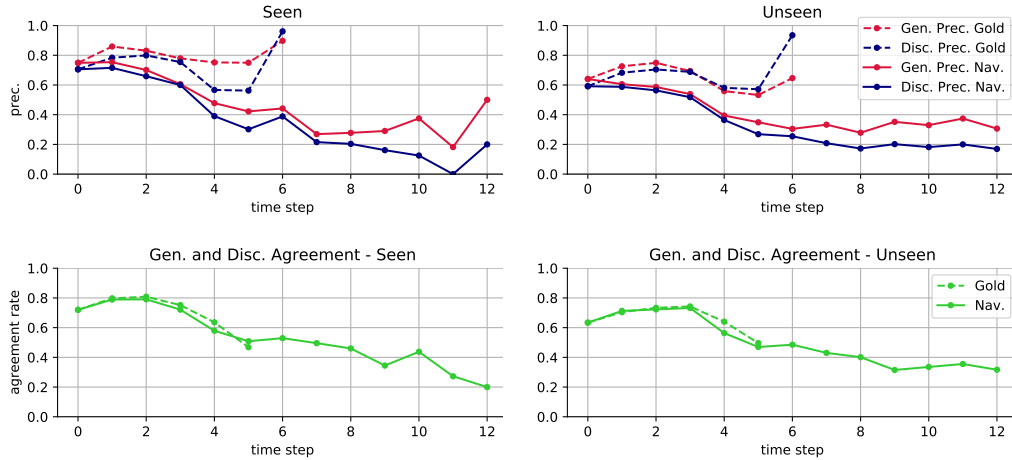 Seen
1.0
0.8
0.6
0.4
0.2
0.0
prec.
0 2 4 6 8 10 12
time step
Unseen
1.0
0.8
0.6
0.4
0.2
0.0
0 2 4 6 8 10 12
time step
Gen. Prec. Gold
Disc. Prec. Gold
Gen. Prec. Nav.
Disc. Prec. Nav.
Gen. and Disc. Agreement - Seen
1.0
0.8
0.6
0.4
0.2
0.0
agreement rate
0 2 4 6 8 10 12
time step
Gen. and Disc. Agreement - Unseen
1.0
0.8
0.6
0.4
0.2
0.0
0 2 4 6 8 10 12
time step
Gold
Nav.